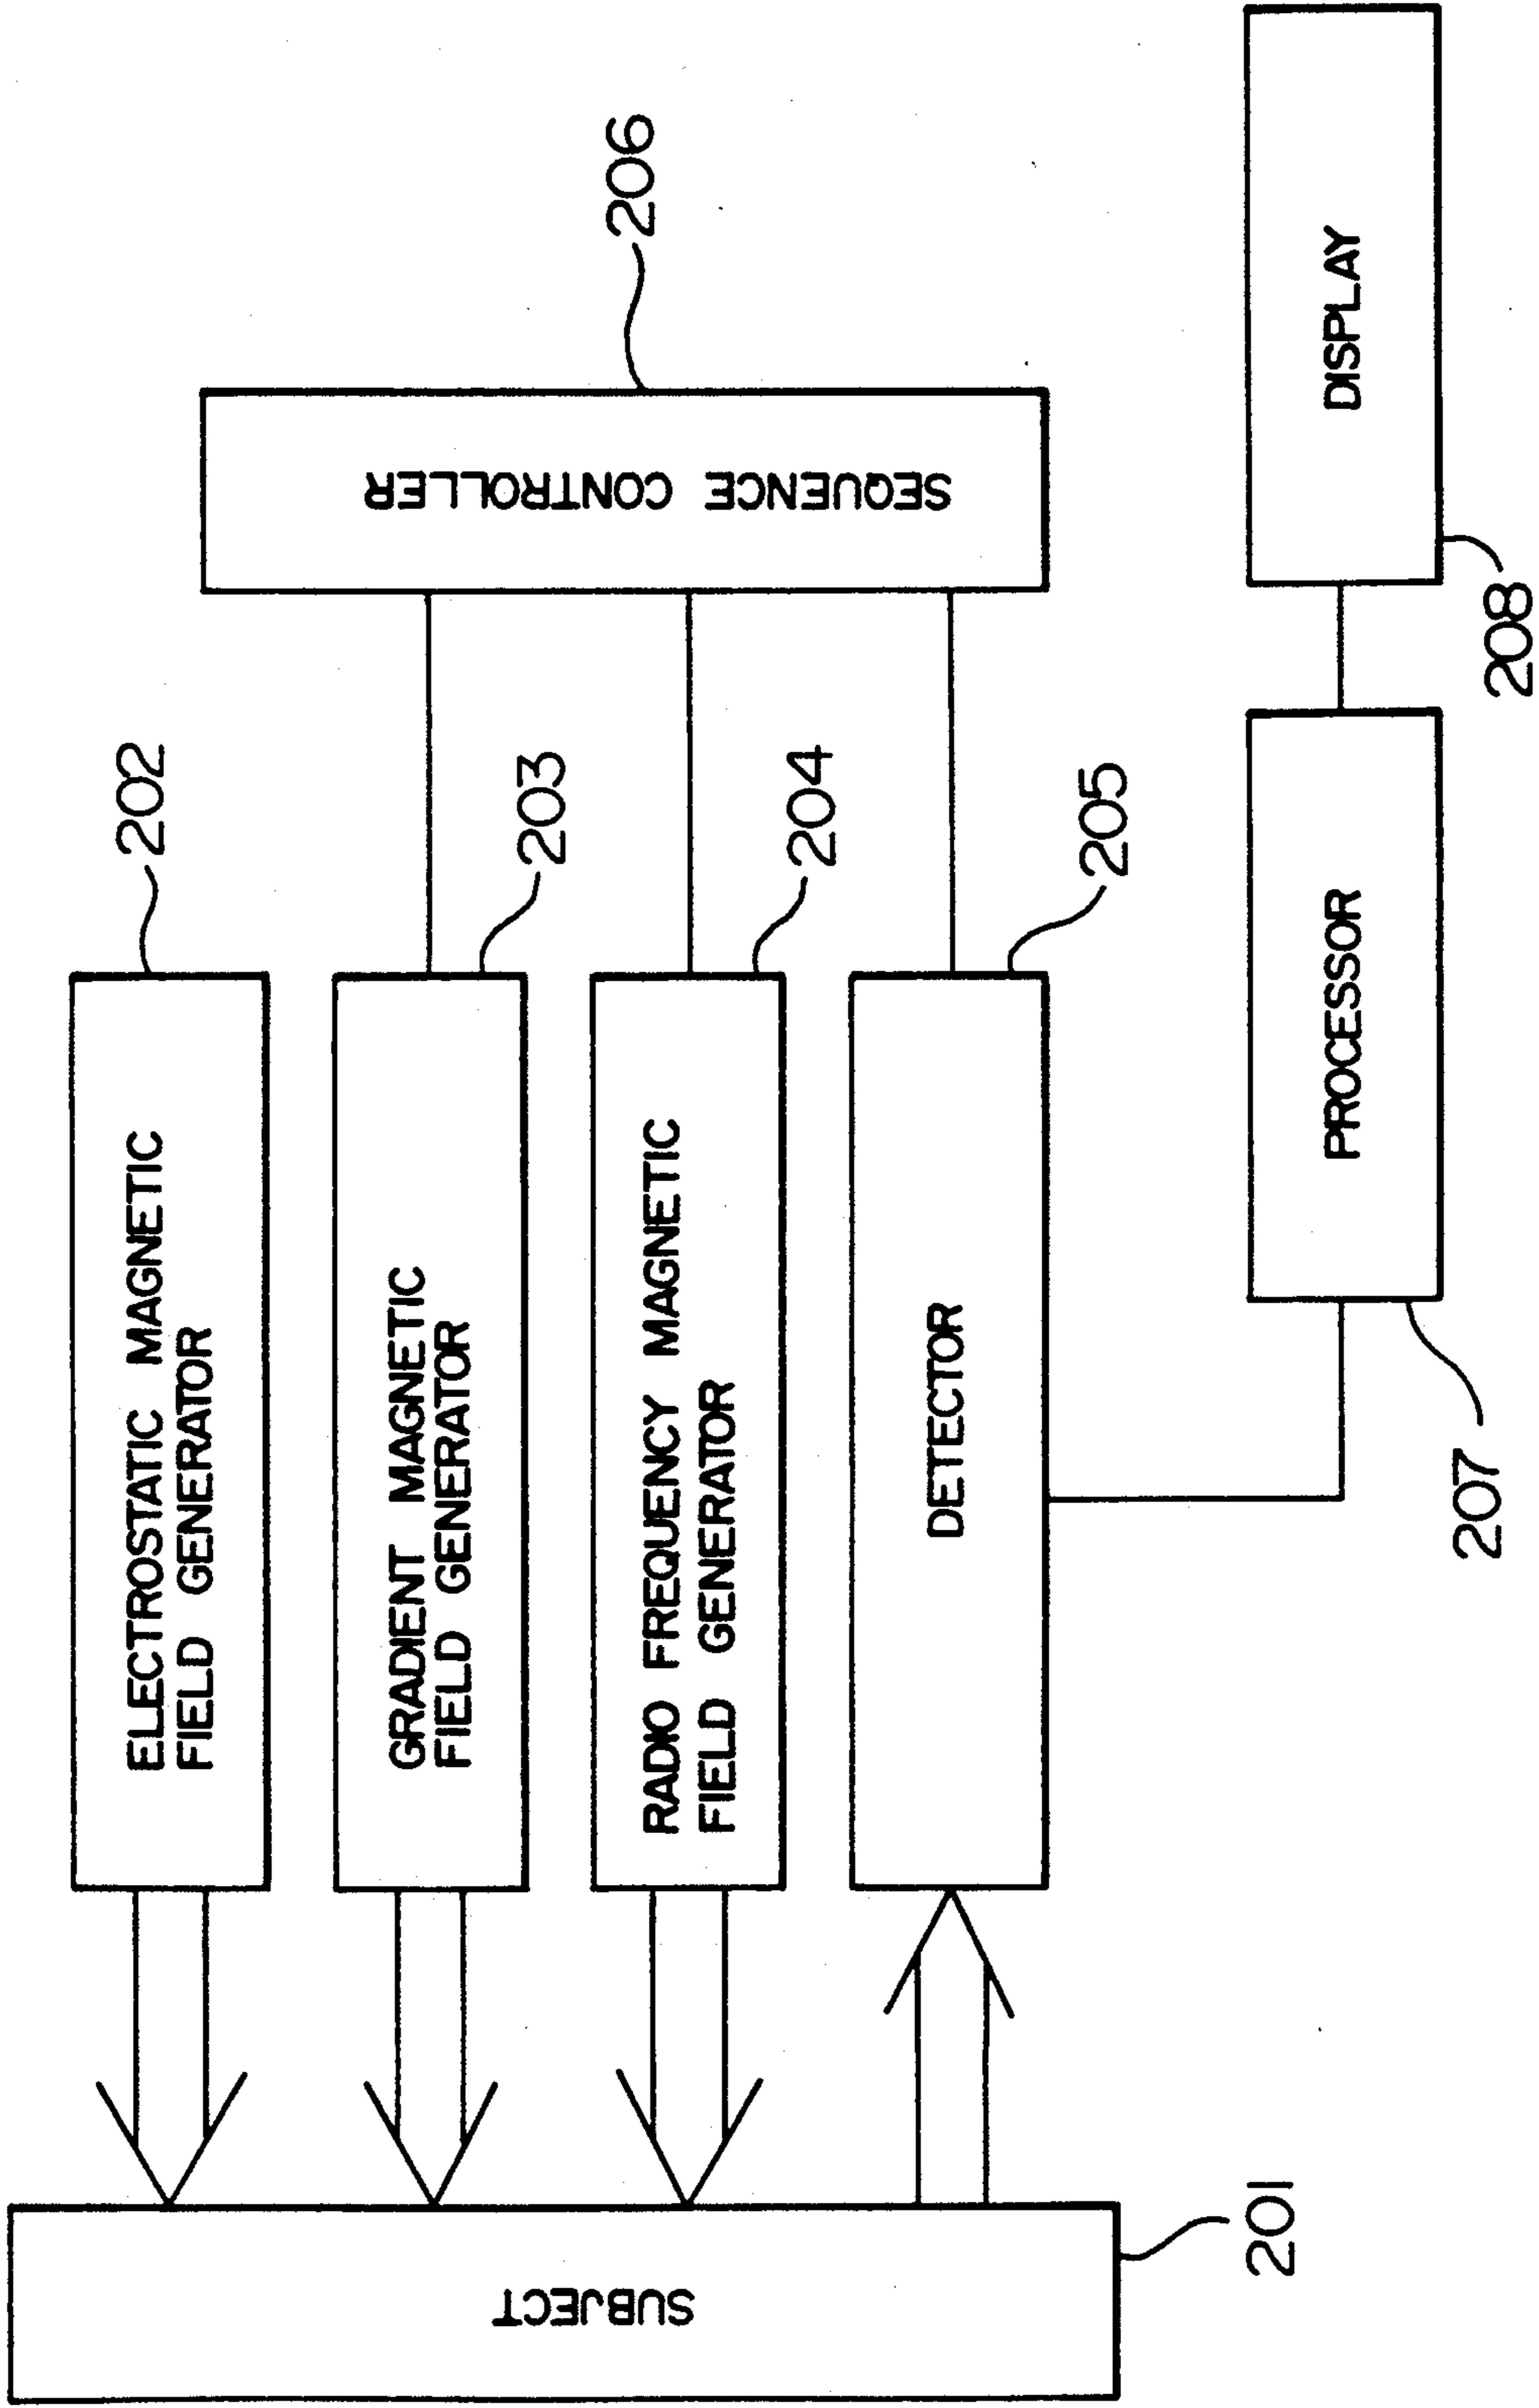 SUBJECT
201
ELECTROSTATIC MAGNETIC
FIELD GENERATOR
202
GRADIENT MAGNETIC
FIELD GENERATOR
203
RADIO FREQUENCY MAGNETIC
FIELD GENERATOR
204
DETECTOR
205
SEQUENCE CONTROLLER
206
PROCESSOR
207
DISPLAY
208